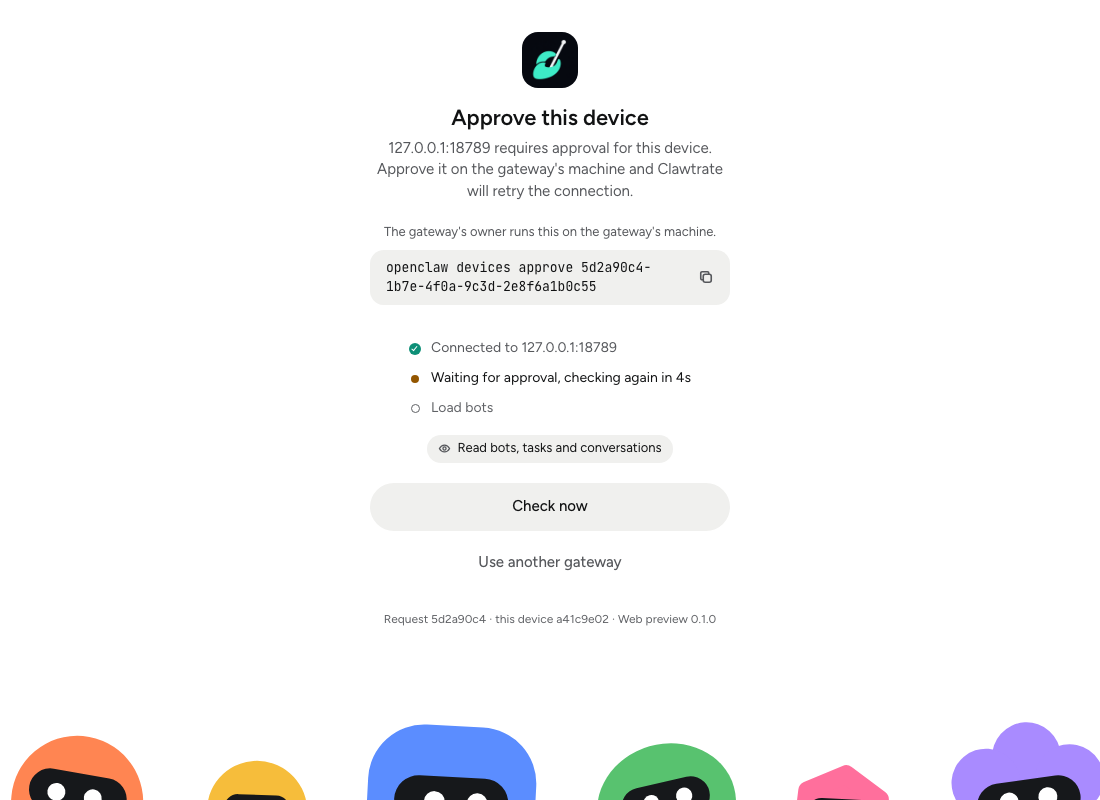 Approve this device
127.0.0.1:18789 requires approval for this device.
Approve it on the gateway's machine and Clawtrate
will retry the connection.
The gateway's owner runs this on the gateway's machine.
openclaw devices approve 5d2a90c4-
1b7e-4f0a-9c3d-2e8f6a1b0c55
Connected to 127.0.0.1:18789
Waiting for approval, checking again in 4s
Load bots
Read bots, tasks and conversations
Check now
Use another gateway
Request 5d2a90c4 · this device a41c9e02 · Web preview 0.1.0